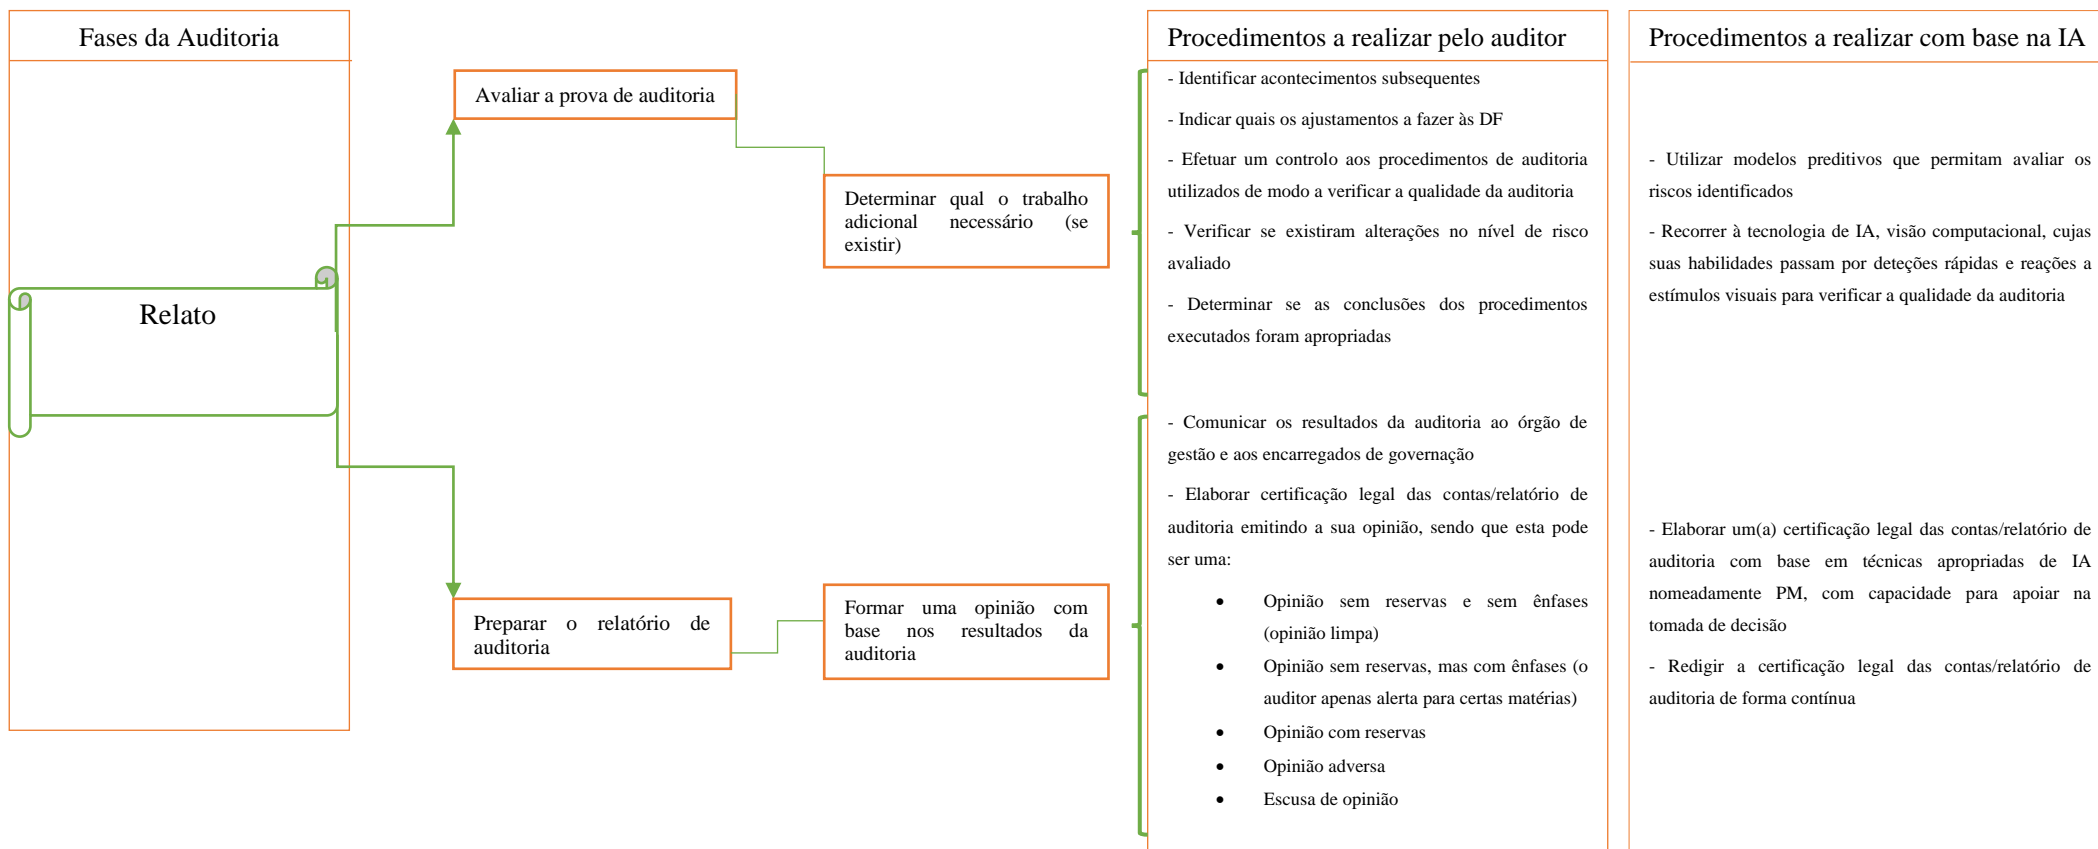 Fases da Auditoria
Relato
Avaliar a prova de auditoria
Determinar qual o trabalho
adicional necessário (se
existir)
Preparar o relatório de
auditoria
Formar uma opinião com
base nos resultados da
auditoria
Procedimentos a realizar pelo auditor
- Identificar acontecimentos subsequentes
- Indicar quais os ajustamentos a fazer às DF
- Efetuar um controlo aos procedimentos de auditoria
utilizados de modo a verificar a qualidade da auditoria
- Verificar se existiram alterações no nível de risco
avaliado
- Determinar se as conclusões dos procedimentos
executados foram apropriadas
- Comunicar os resultados da auditoria ao órgão de
gestão e aos encarregados de governação
- Elaborar certificação legal das contas/relatório de
auditoria emitindo a sua opinião, sendo que esta pode
ser uma:
• Opinião sem reservas e sem ênfases
(opinião limpa)
• Opinião sem reservas, mas com ênfases (o
auditor apenas alerta para certas matérias)
• Opinião com reservas
• Opinião adversa
• Escusa de opinião
Procedimentos a realizar com base na IA
- Utilizar modelos preditivos que permitam avaliar os
riscos identificados
- Recorrer à tecnologia de IA, visão computacional, cujas
suas habilidades passam por deteções rápidas e reações a
estímulos visuais para verificar a qualidade da auditoria
- Elaborar um(a) certificação legal das contas/relatório de
auditoria com base em técnicas apropriadas de IA
nomeadamente PM, com capacidade para apoiar na
tomada de decisão
- Redigir a certificação legal das contas/relatório de
auditoria de forma contínua